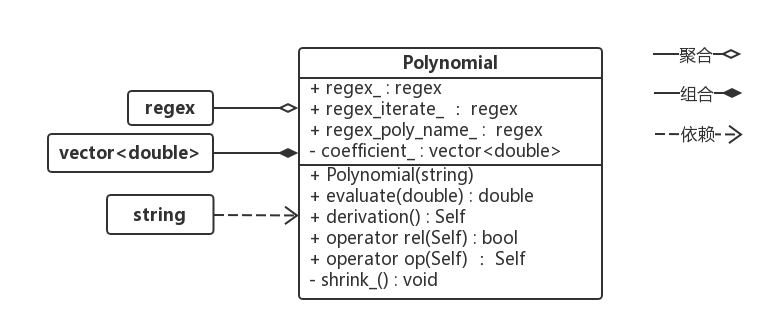 Polynomial
+ regex_ : regex
+ regex_iterate_ : regex
+ regex_poly_name_ : regex
- coefficient_ : vector<double>
+ Polynomial(string)
+ evaluate(double) : double
+ derivation() : Self
+ operator rel(Self) : bool
+ operator op(Self) : Self
- shrink_() : void
regex
vector<double>
string
聚合
组合
依赖